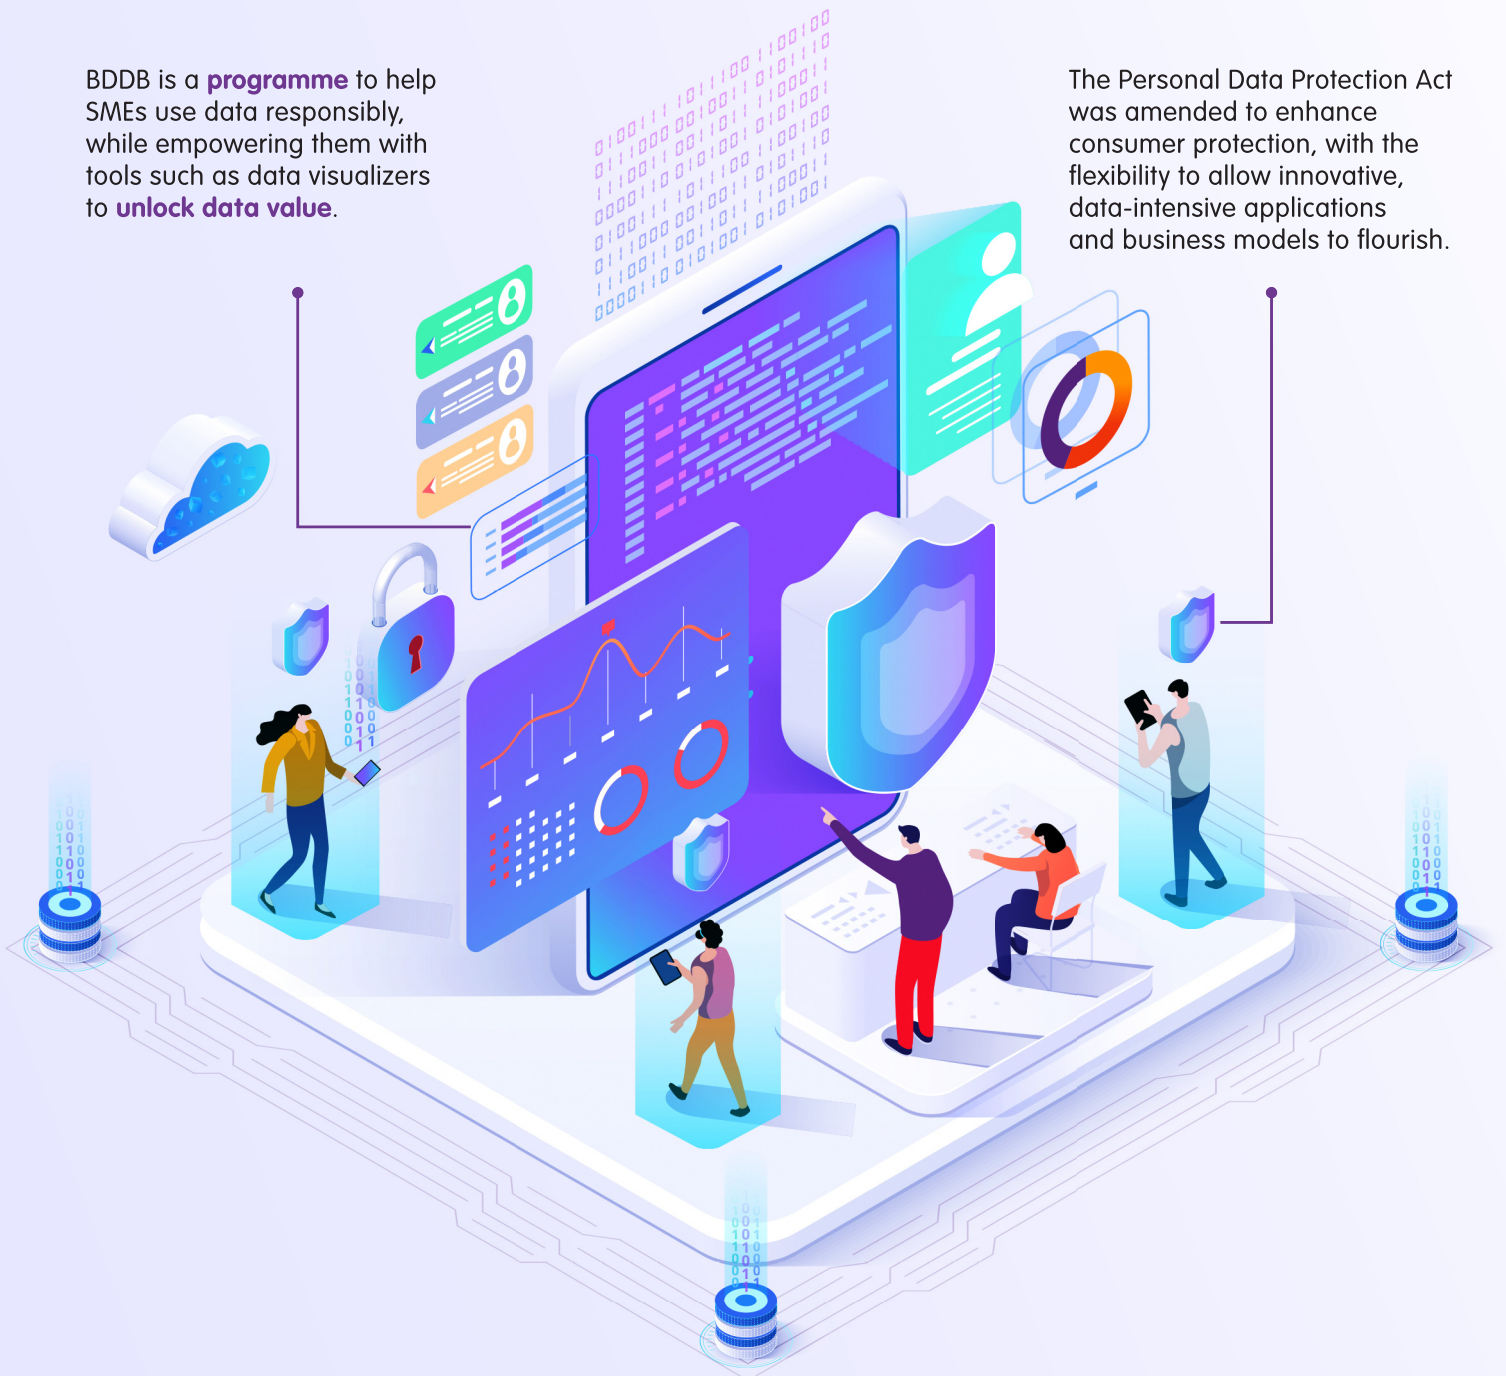 BDDB is a programme to help
SMEs use data responsibly,
while empowering them with
tools such as data visualizers
to unlock data value.
The Personal Data Protection Act
was amended to enhance
consumer protection, with the
flexibility to allow innovative,
data-intensive applications
and business models to flourish.